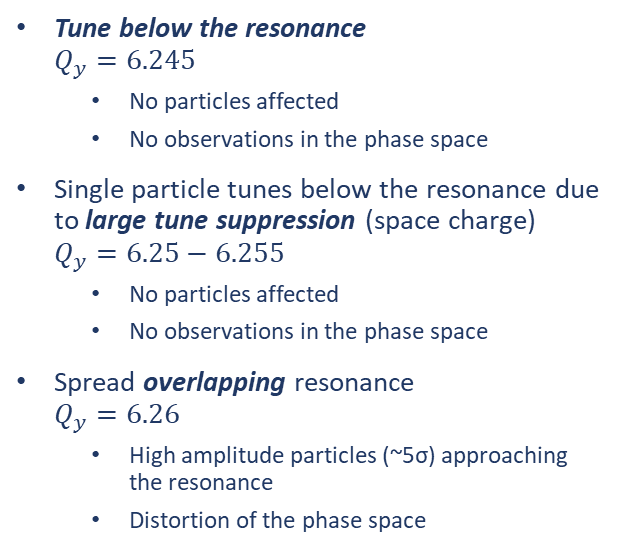 • Tune below the resonance
Q_y = 6.245
• No particles affected
• No observations in the phase space
• Single particle tunes below the resonance due
to large tune suppression (space charge)
Q_y = 6.25 − 6.255
• No particles affected
• No observations in the phase space
• Spread overlapping resonance
Q_y = 6.26
• High amplitude particles (~5σ) approaching
the resonance
• Distortion of the phase space